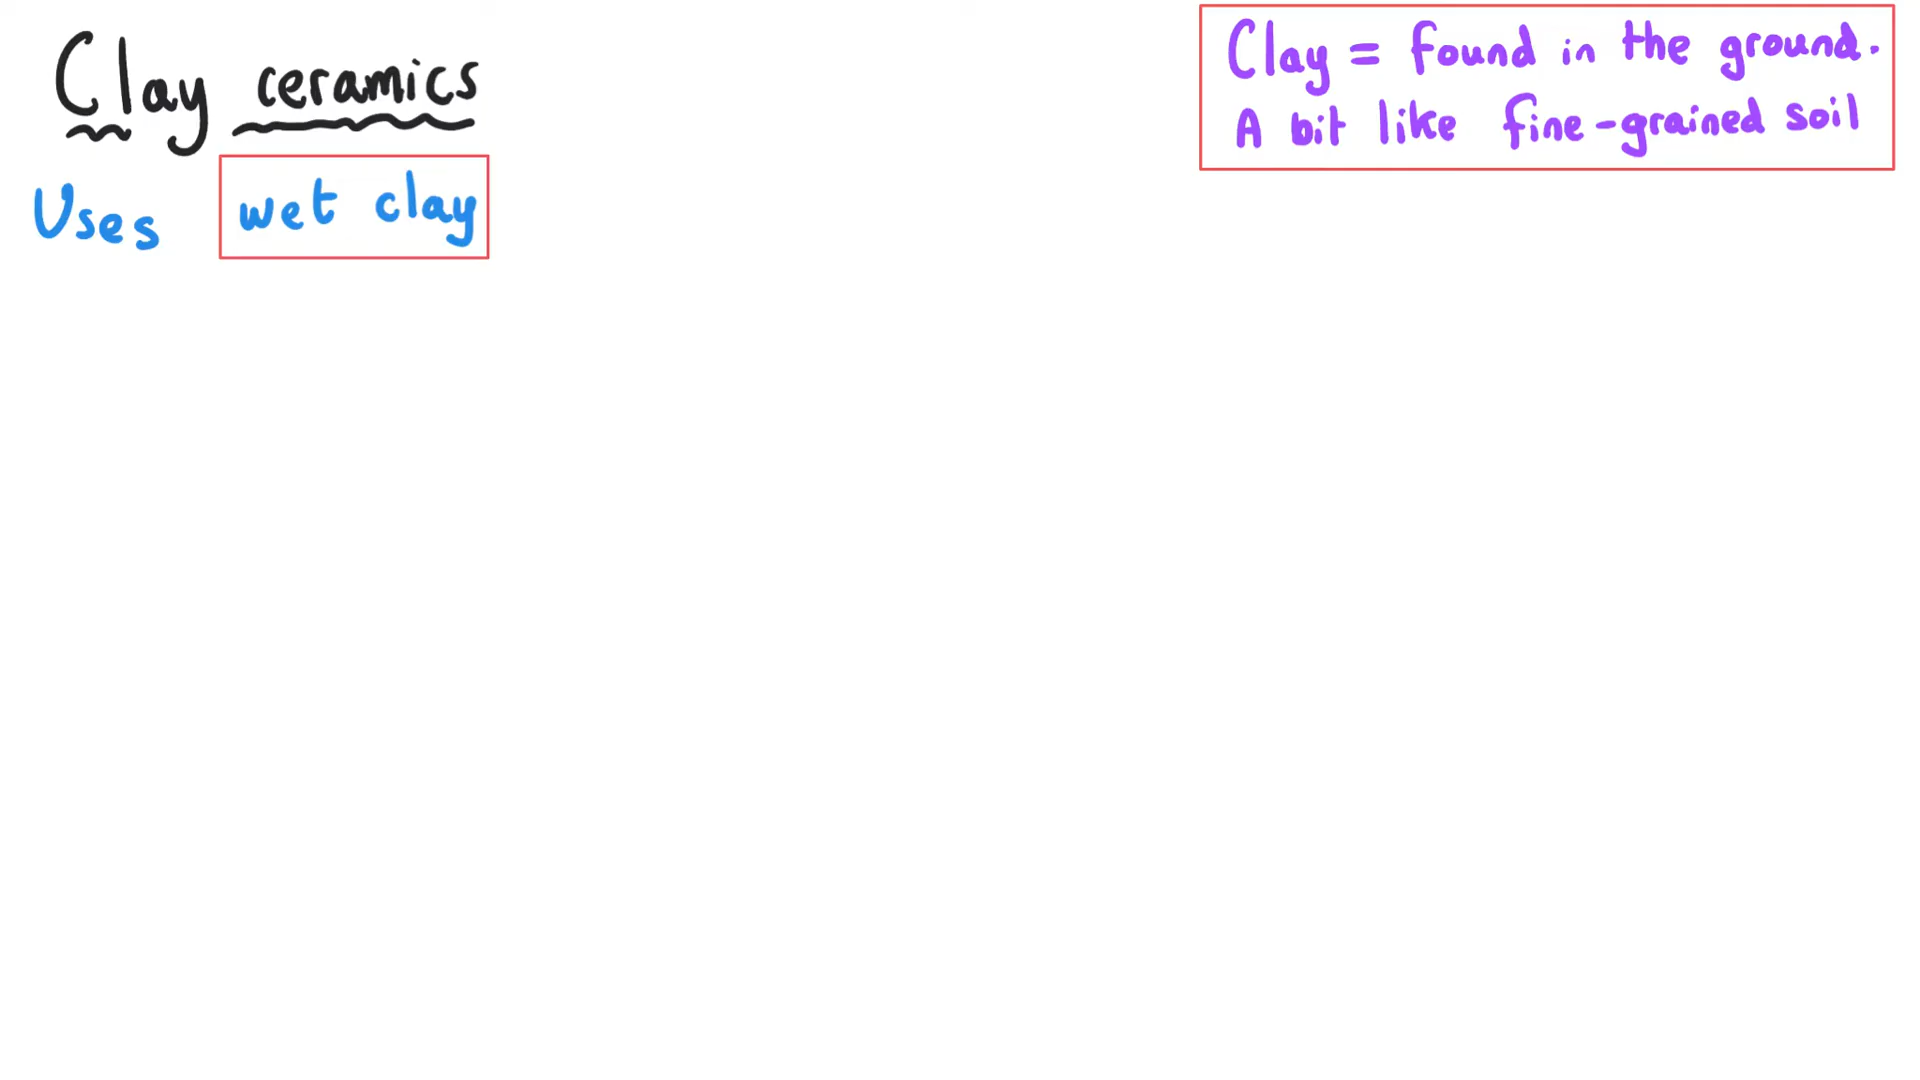 Clay ceramics
Uses wet clay
Clay = found in the ground.
A bit like fine-grained soil